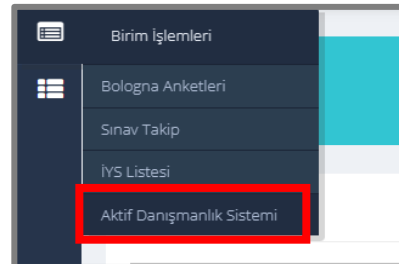 Birim İşlemleri
Bologna Anketleri
Sınav Takip
İYS Listesi
Aktif Danışmanlık Sistemi